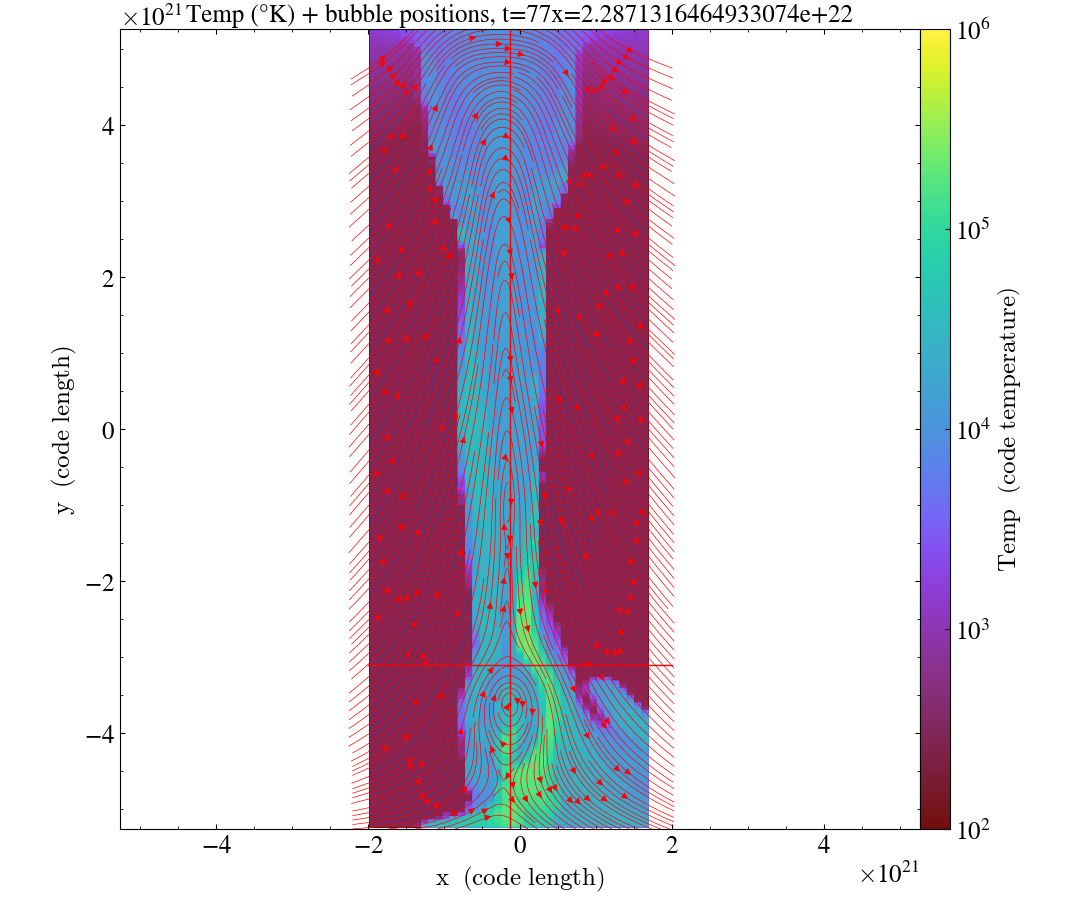 ×10²¹ Temp (°K) + bubble positions, t=77x=2.2871316464933074e+22
10⁶
4
10⁵
2
y (code length)
0
10⁴
Temp (code temperature)
−2
10³
−4
10²
−4 −2 0 2 4
x (code length)
×10²¹